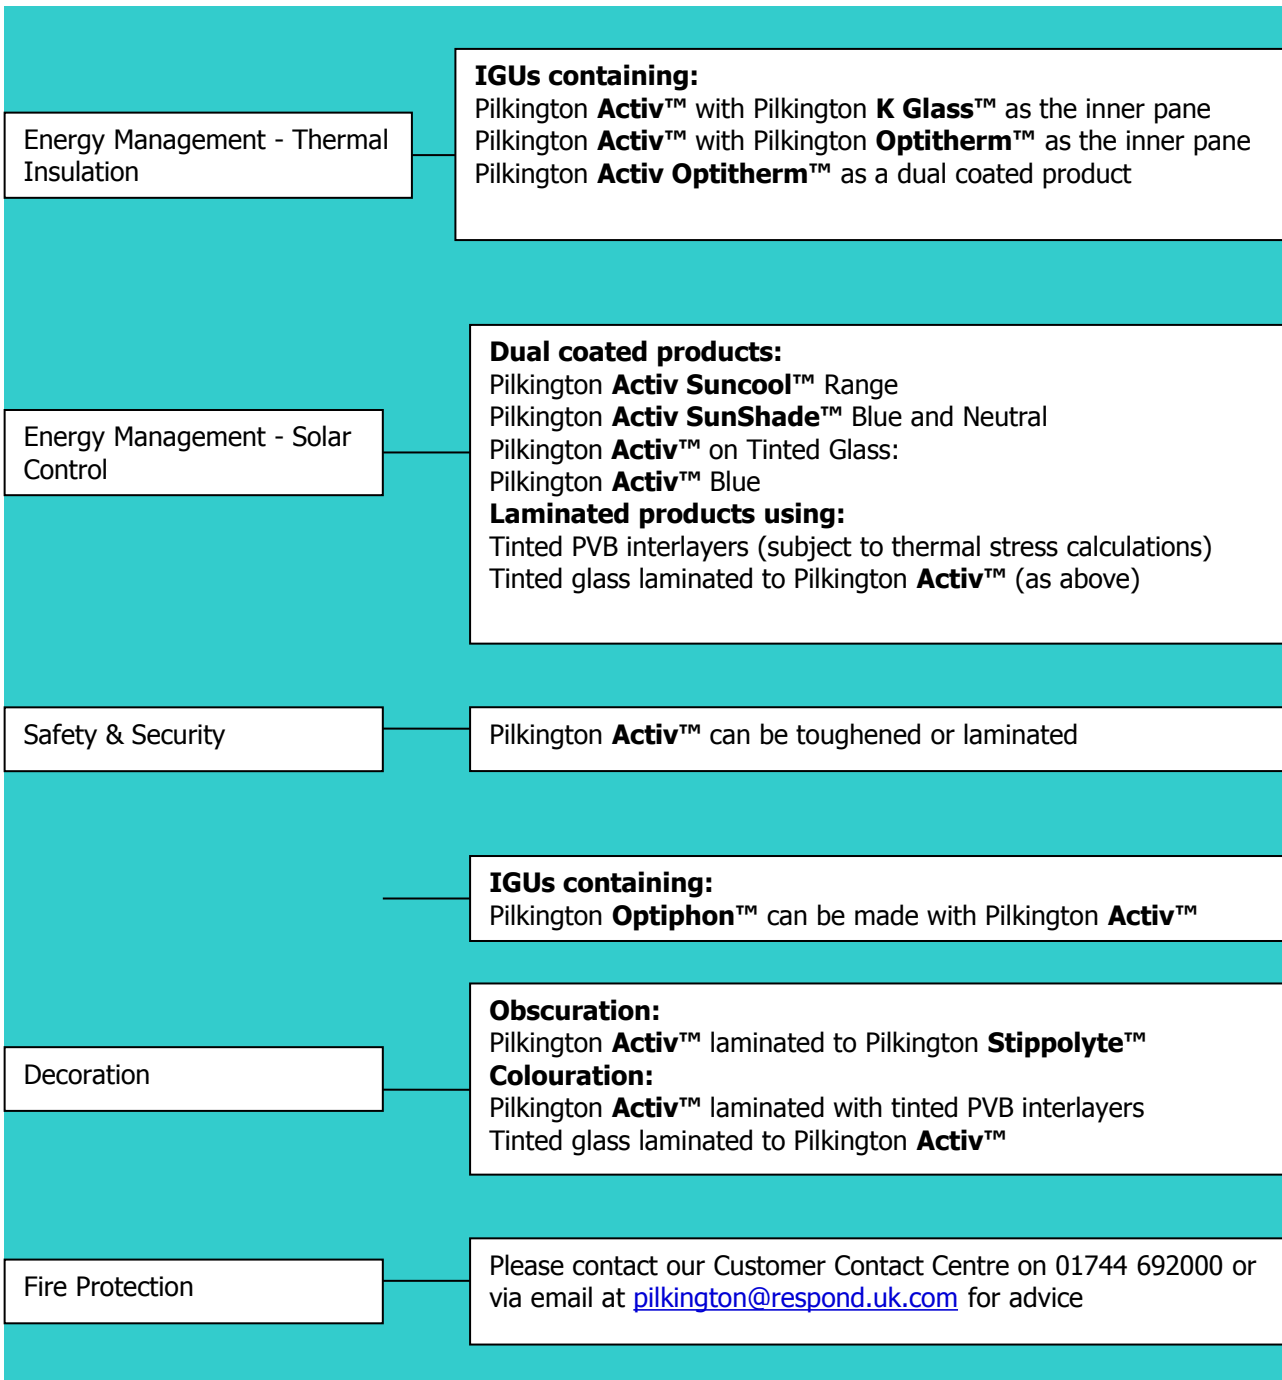 Energy Management - Thermal
Insulation
IGUs containing:
Pilkington Activ™ with Pilkington K Glass™ as the inner pane
Pilkington Activ™ with Pilkington Optitherm™ as the inner pane
Pilkington Activ Optitherm™ as a dual coated product
Energy Management - Solar
Control
Dual coated products:
Pilkington Activ Suncool™ Range
Pilkington Activ SunShade™ Blue and Neutral
Pilkington Activ™ on Tinted Glass:
Pilkington Activ™ Blue
Laminated products using:
Tinted PVB interlayers (subject to thermal stress calculations)
Tinted glass laminated to Pilkington Activ™ (as above)
Safety & Security
Pilkington Activ™ can be toughened or laminated
IGUs containing:
Pilkington Optiphon™ can be made with Pilkington Activ™
Decoration
Obscuration:
Pilkington Activ™ laminated to Pilkington Stippolyte™
Colouration:
Pilkington Activ™ laminated with tinted PVB interlayers
Tinted glass laminated to Pilkington Activ™
Fire Protection
Please contact our Customer Contact Centre on 01744 692000 or
via email at pilkington@respond.uk.com for advice